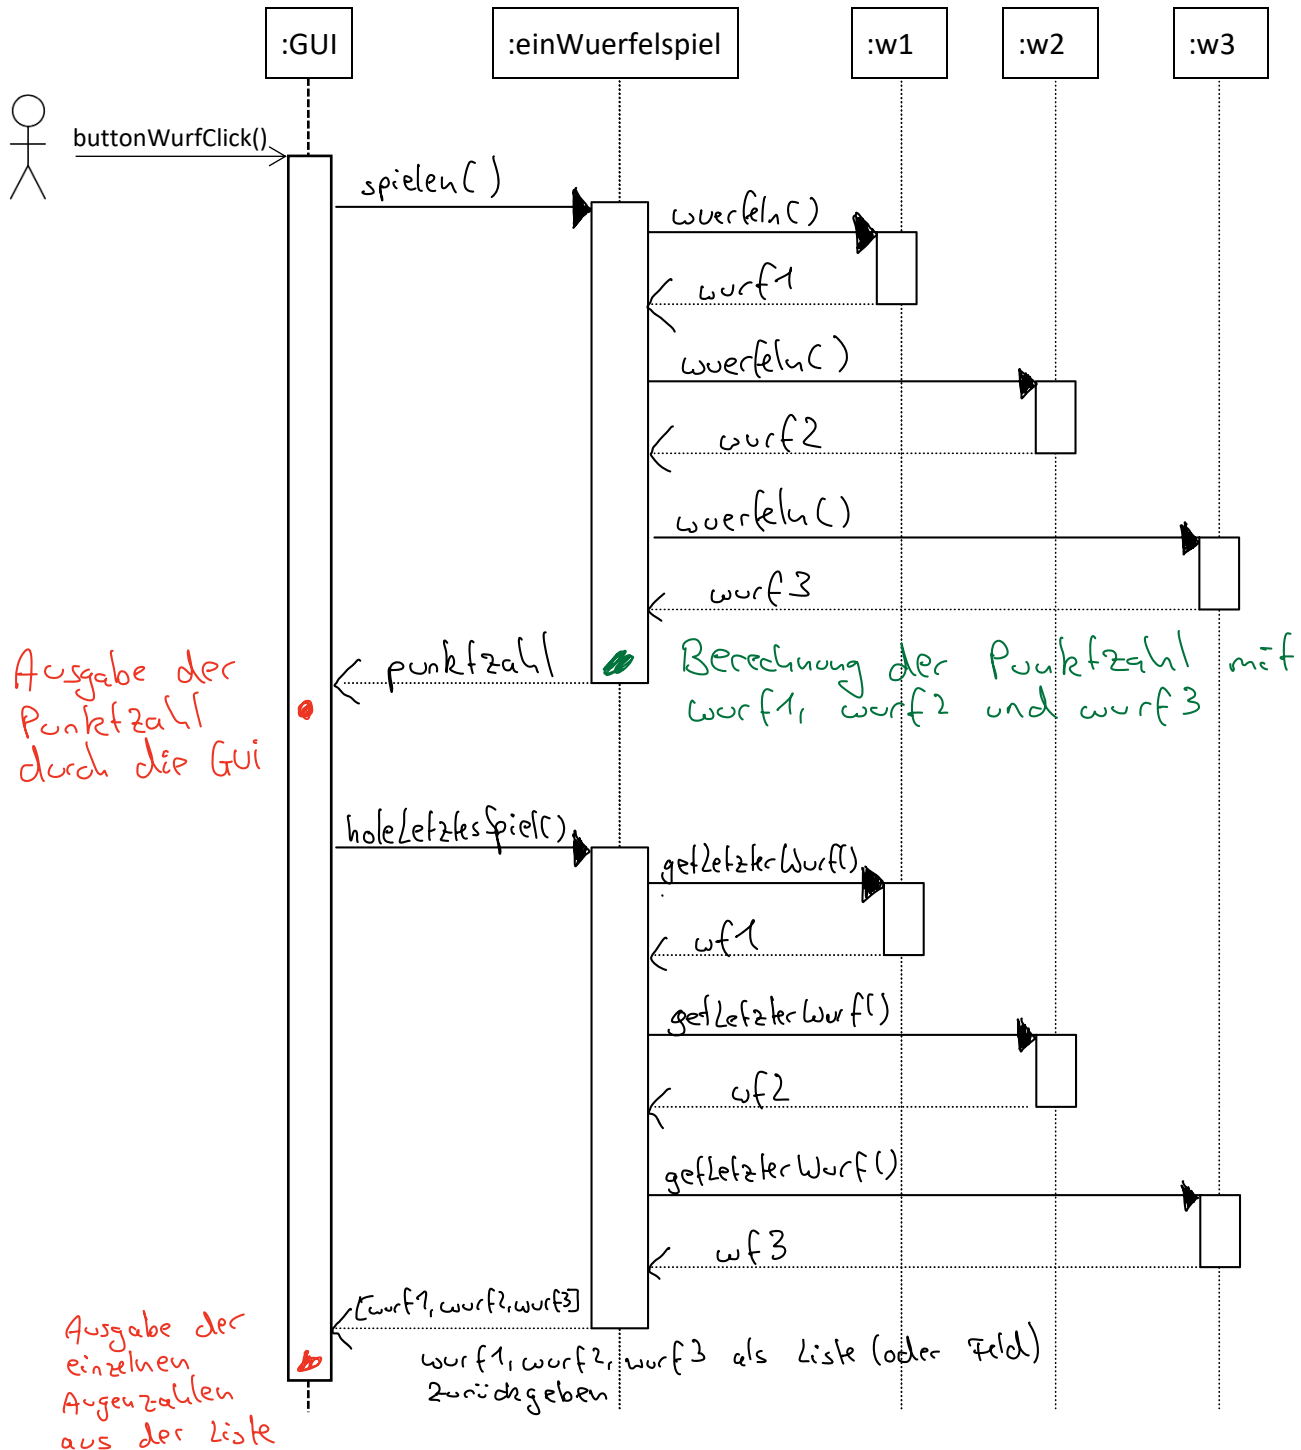 :GUI
:einWuerfelspiel
:w1
:w2
:w3
buttonWurfClick()
spielen()
wuerfeln()
wurf1
wuerfeln()
wurf2
wuerfeln()
wurf3
punktzahl
Berechnung der Punktzahl mit
wurf1, wurf2 und wurf3
Ausgabe der
Punktzahl
durch die GUi
holeLetztesSpiel()
getLetzterWurf()
wf1
getLetzterWurf()
wf2
getLetzterWurf()
wf3
[wurf1, wurf2, wurf3]
wurf1, wurf2, wurf3 als Liste (oder Feld)
zurückgeben
Ausgabe der
einzelnen
Augenzahlen
aus der Liste